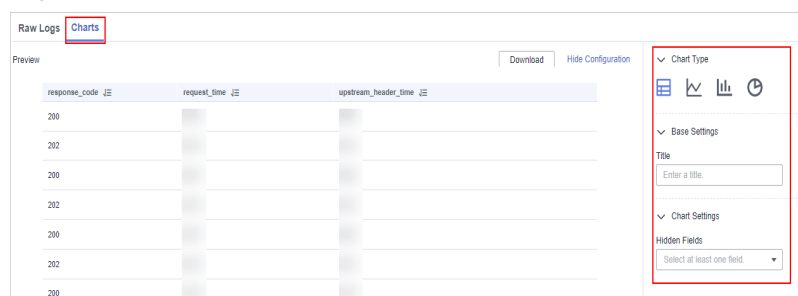 Raw Logs Charts
Preview
Download Hide Configuration
response_code request_time upstream_header_time
200
202
200
202
200
202
200
Chart Type
Base Settings
Title
Enter a title.
Chart Settings
Hidden Fields
Select at least one field.